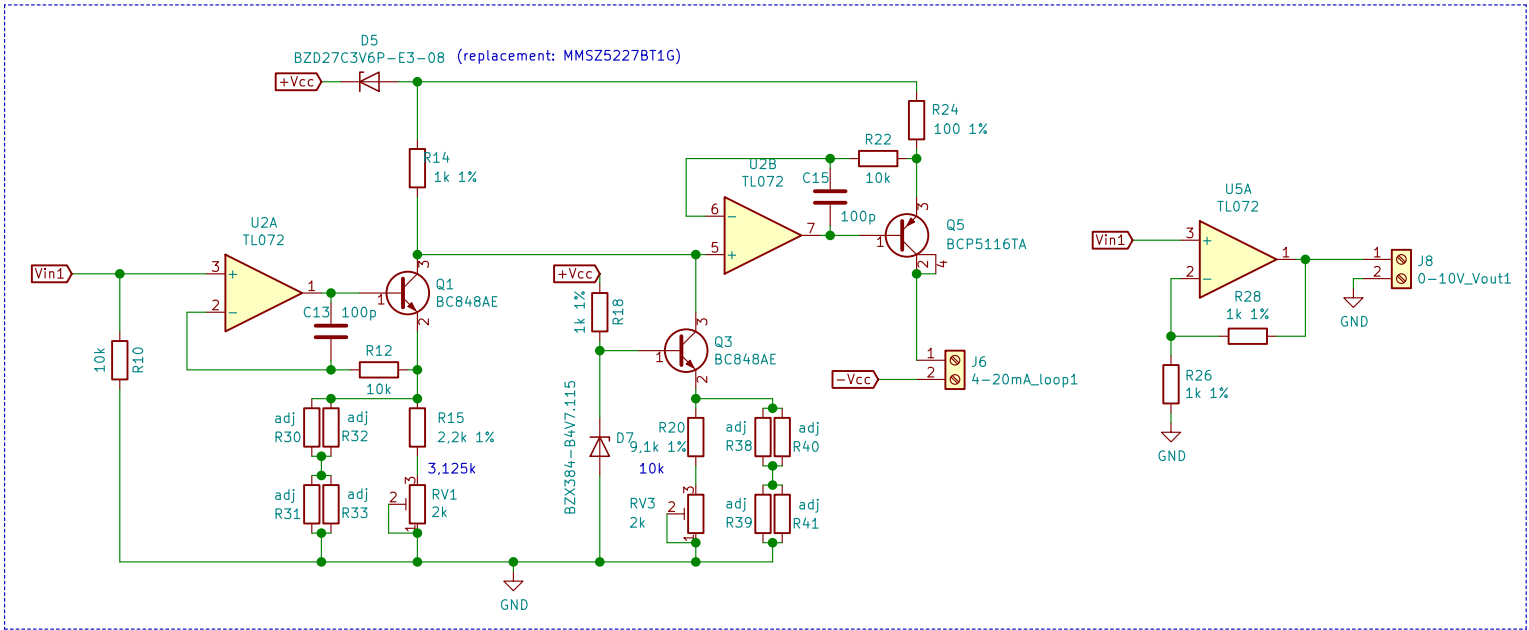 D5
BZD27C3V6P-E3-08 (replacement: MMSZ5227BT1G)
+Vcc
R24
100 1%
R14
1k 1%
R22
10k
U2B
TL072
C15
100p
6
5
7
3
1
2
4
Q5
BCP5116TA
U2A
TL072
Vin1
3
2
1
C13 100p
3
1
2
Q1
BC848AE
R12
10k
10k
R10
+Vcc
1k 1%
R18
3
1
2
Q3
BC848AE
-Vcc
1
2
J6
4-20mA_loop1
adj
R30
adj
R32
R15
2,2k 1%
3,125k
adj
R31
adj
R33
3
2
1
RV1
2k
BZX384-B4V7.115
D7
R20
9,1k 1%
10k
RV3
2k
3
2
1
adj
R38
adj
R40
adj
R39
adj
R41
GND
U5A
TL072
Vin1
3
2
1
R28
1k 1%
R26
1k 1%
GND
1
2
J8
0-10V_Vout1
GND